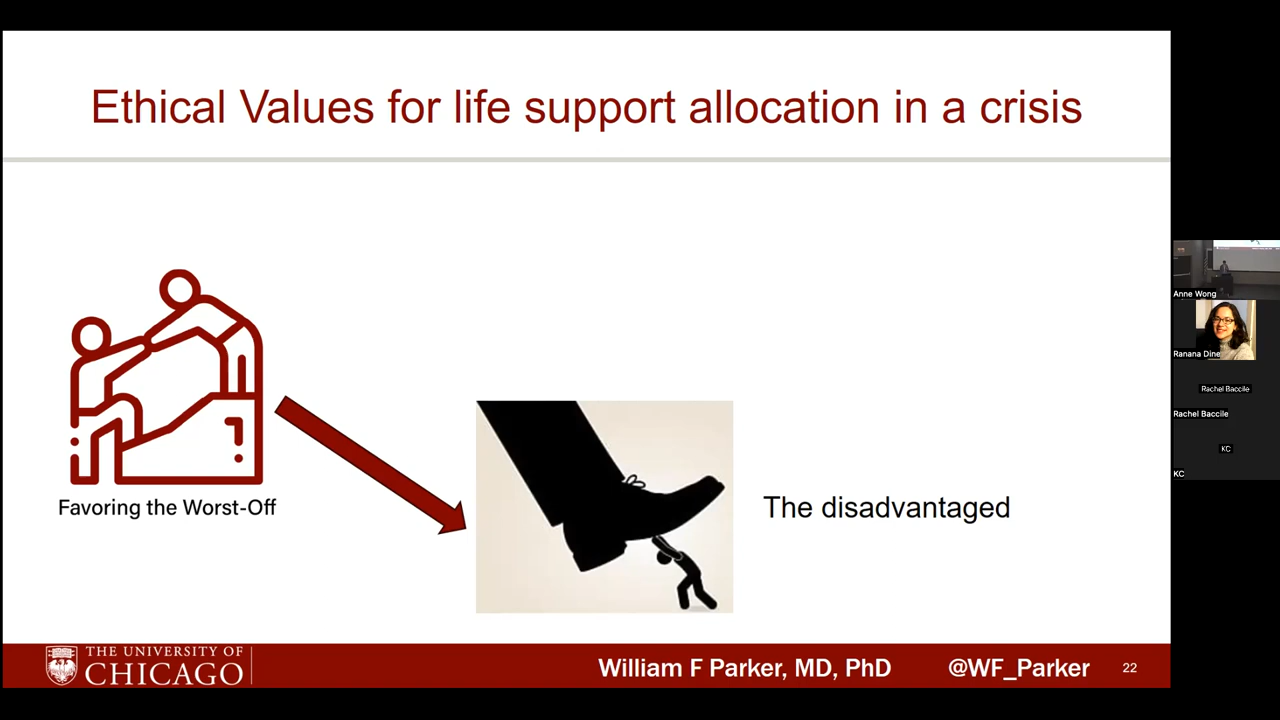 Ethical Values for life support allocation in a crisis
Favoring the Worst-Off
The disadvantaged
THE UNIVERSITY OF
CHICAGO
William F Parker, MD, PhD
@WF_Parker
22
Anne Wong
Ranana Dine
Rachel Baccile
Rachel Baccile
KC
KC